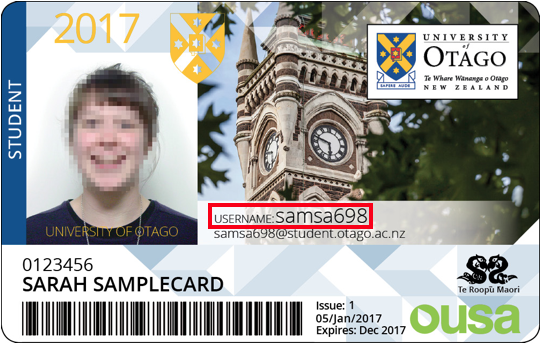 2017
STUDENT
UNIVERSITY
of
OTAGO
Te Whare Wānanga o Otāgo
NEW ZEALAND
SAPERE AUDE
UNIVERSITY OF OTAGO
USERNAME:samsa698
samsa698@student.otago.ac.nz
0123456
SARAH SAMPLECARD
Issue: 1
05/Jan/2017
Expires: Dec 2017
Te Roopū Māori
ousa